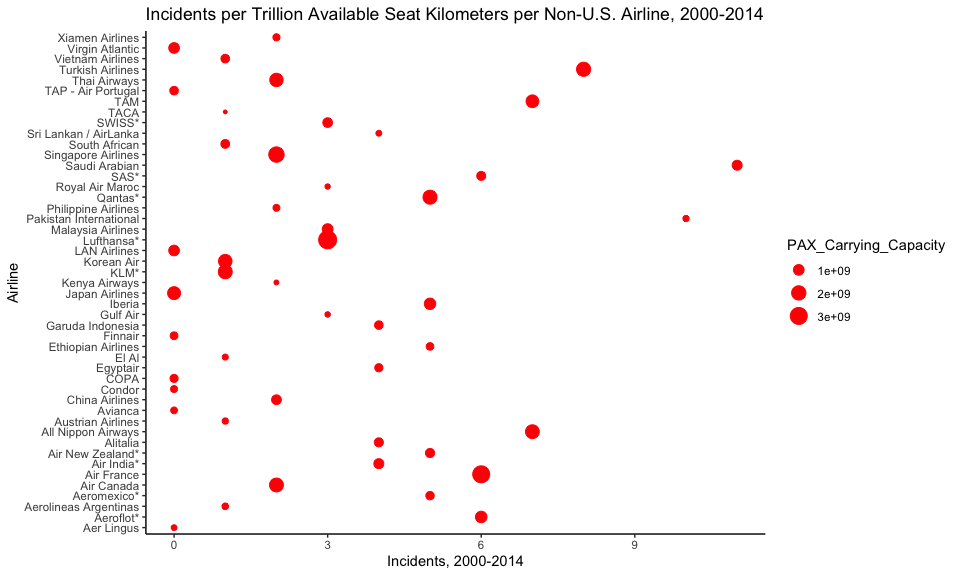 Incidents per Trillion Available Seat Kilometers per Non-U.S. Airline, 2000-2014
Xiamen Airlines
Virgin Atlantic
Vietnam Airlines
Turkish Airlines
Thai Airways
TAP - Air Portugal
TAM
TACA
SWISS*
Sri Lankan / AirLanka
South African
Singapore Airlines
Saudi Arabian
SAS*
Royal Air Maroc
Qantas*
Philippine Airlines
Pakistan International
Malaysia Airlines
Lufthansa*
LAN Airlines
Korean Air
KLM*
Kenya Airways
Japan Airlines
Iberia
Gulf Air
Garuda Indonesia
Finnair
Ethiopian Airlines
El Al
Egyptair
COPA
Condor
China Airlines
Avianca
Austrian Airlines
All Nippon Airways
Alitalia
Air New Zealand*
Air India*
Air France
Air Canada
Aeromexico*
Aerolineas Argentinas
Aeroflot*
Aer Lingus
Airline
0 3 6 9
Incidents, 2000-2014
PAX_Carrying_Capacity
1e+09
2e+09
3e+09